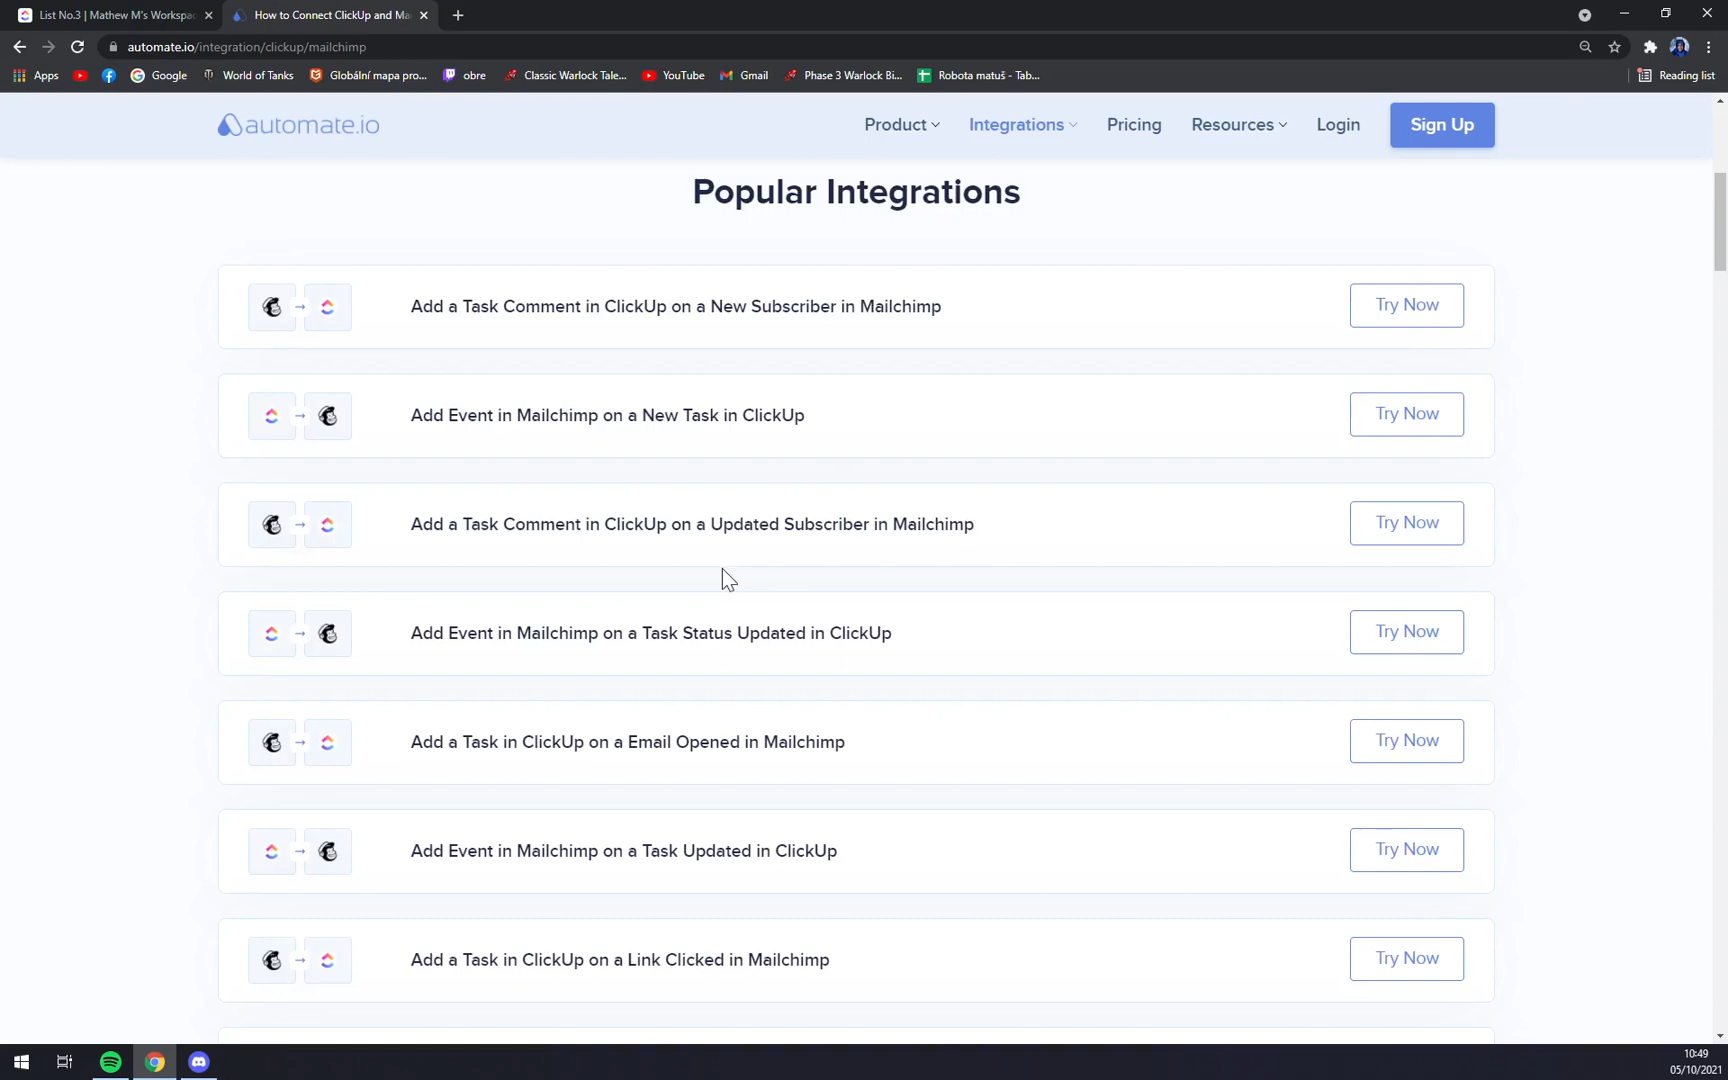 List No.3 | Mathew M's Workspac
How to Connect ClickUp and Ma
automate.io/integration/clickup/mailchimp
Apps
Google
World of Tanks
Globální mapa pro...
obre
Classic Warlock Tale...
YouTube
Gmail
Phase 3 Warlock Bi...
Robota matuš - Tab...
Reading list
automate.io
Product
Integrations
Pricing
Resources
Login
Sign Up
Popular Integrations
Add a Task Comment in ClickUp on a New Subscriber in Mailchimp
Try Now
Add Event in Mailchimp on a New Task in ClickUp
Try Now
Add a Task Comment in ClickUp on a Updated Subscriber in Mailchimp
Try Now
Add Event in Mailchimp on a Task Status Updated in ClickUp
Try Now
Add a Task in ClickUp on a Email Opened in Mailchimp
Try Now
Add Event in Mailchimp on a Task Updated in ClickUp
Try Now
Add a Task in ClickUp on a Link Clicked in Mailchimp
Try Now
10:49
05/10/2021